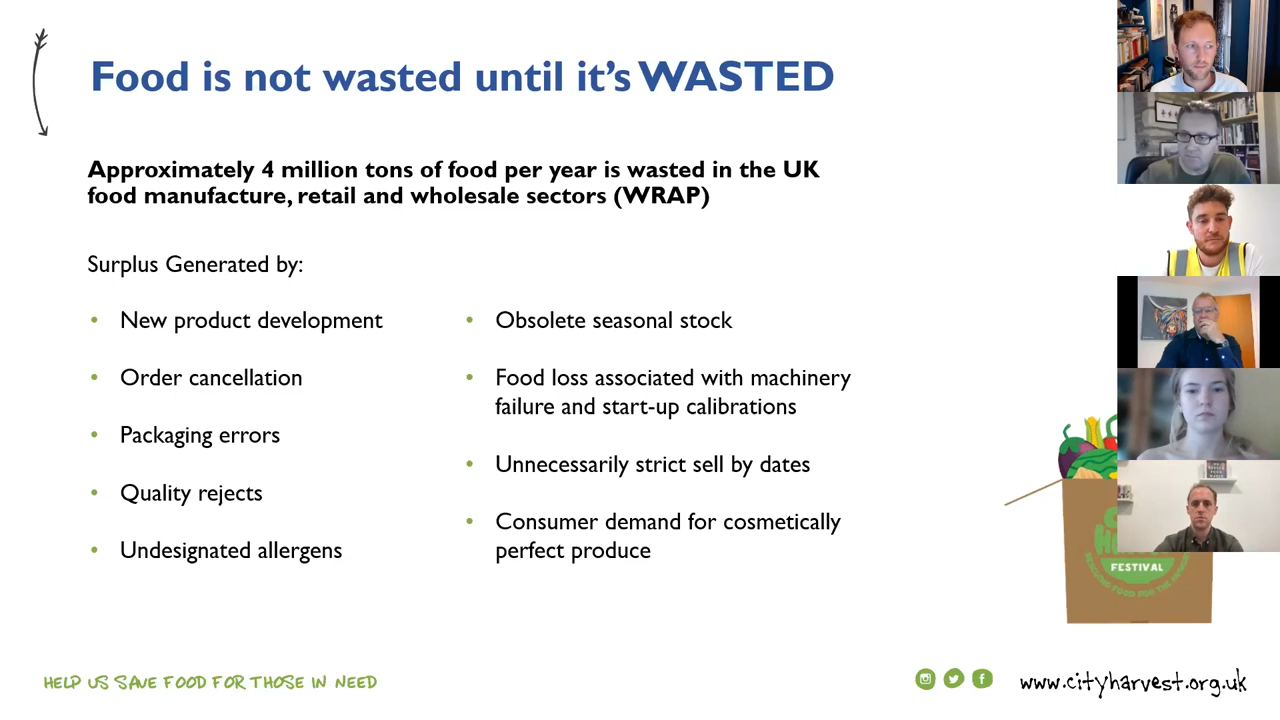 Food is not wasted until it’s WASTED
Approximately 4 million tons of food per year is wasted in the UK
food manufacture, retail and wholesale sectors (WRAP)
Surplus Generated by:
• New product development
• Order cancellation
• Packaging errors
• Quality rejects
• Undesignated allergens
• Obsolete seasonal stock
• Food loss associated with machinery
failure and start-up calibrations
• Unnecessarily strict sell by dates
• Consumer demand for cosmetically
perfect produce
FESTIVAL
RESCUING FOOD FOR THE
HELP US SAVE FOOD FOR THOSE IN NEED
www.cityharvest.org.uk